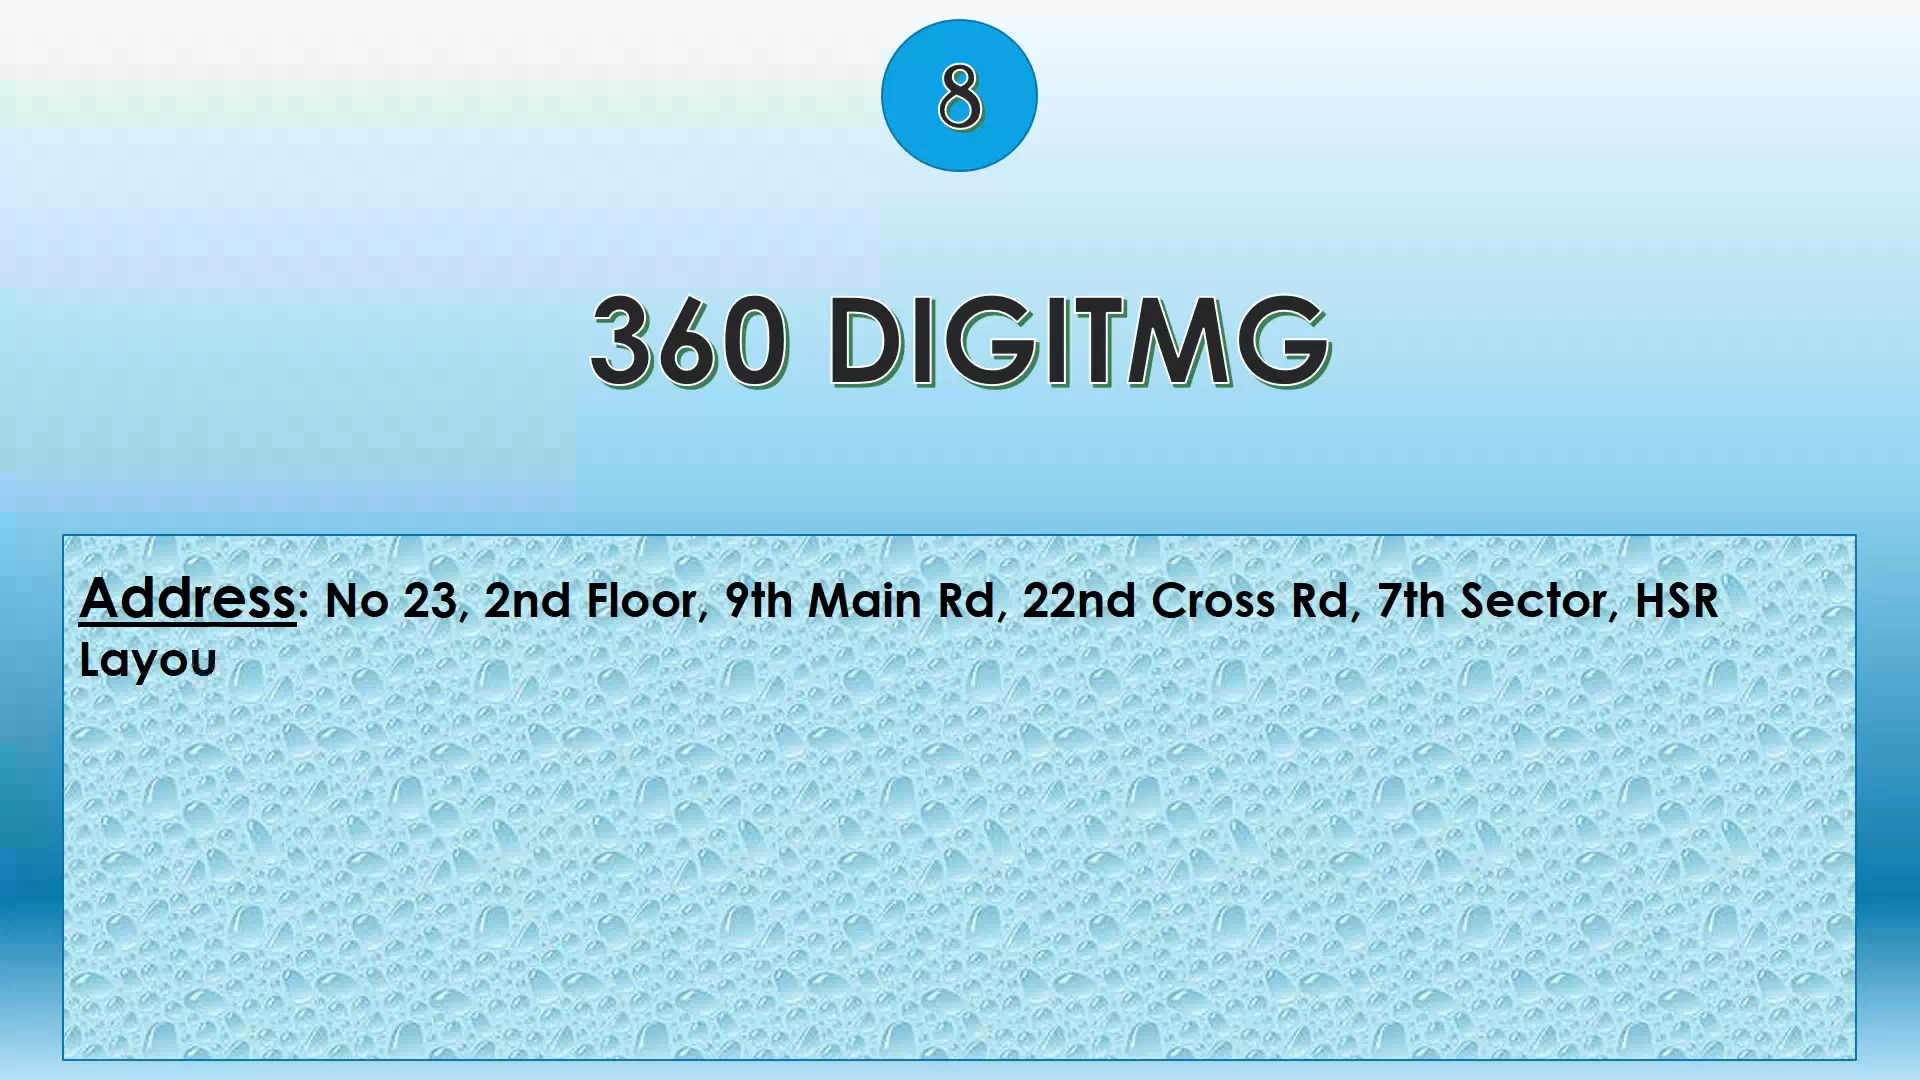 8
360 DIGITMG
Address: No 23, 2nd Floor, 9th Main Rd, 22nd Cross Rd, 7th Sector, HSR
Layou